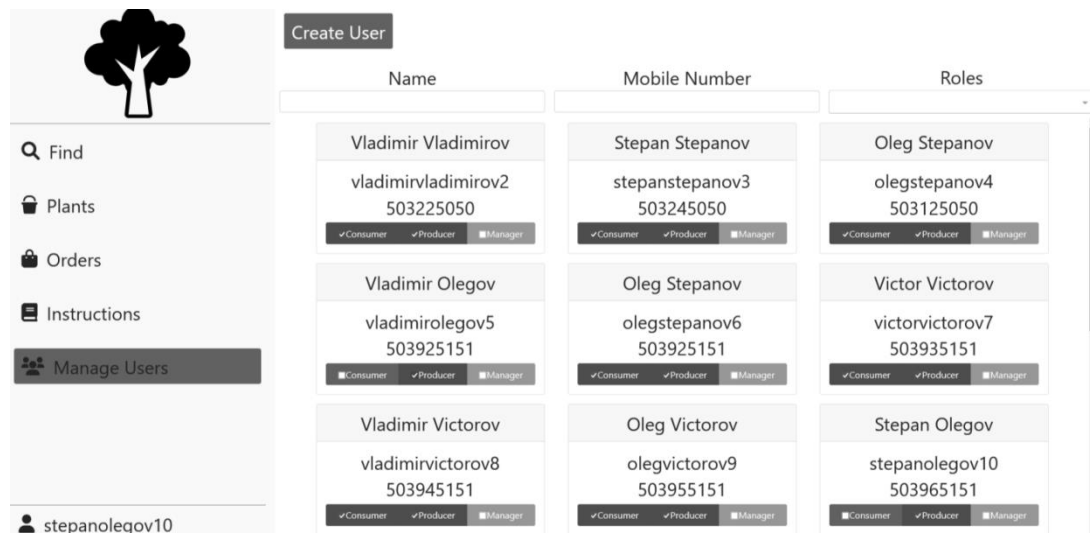 Create User
Name Mobile Number Roles
Find
Plants
Orders
Instructions
Manage Users
stepanolegov10
Vladimir Vladimirov
vladimirvladimirov2
503225050
Consumer Producer Manager
Stepan Stepanov
stepanstepanov3
503245050
Consumer Producer Manager
Oleg Stepanov
olegstepanov4
503125050
Consumer Producer Manager
Vladimir Olegov
vladimirolegov5
503925151
Consumer Producer Manager
Oleg Stepanov
olegstepanov6
503925151
Consumer Producer Manager
Victor Victorov
victorvictorov7
503935151
Consumer Producer Manager
Vladimir Victorov
vladimirvictorov8
503945151
Consumer Producer Manager
Oleg Victorov
olegvictorov9
503955151
Consumer Producer Manager
Stepan Olegov
stepanolegov10
503965151
Consumer Producer Manager